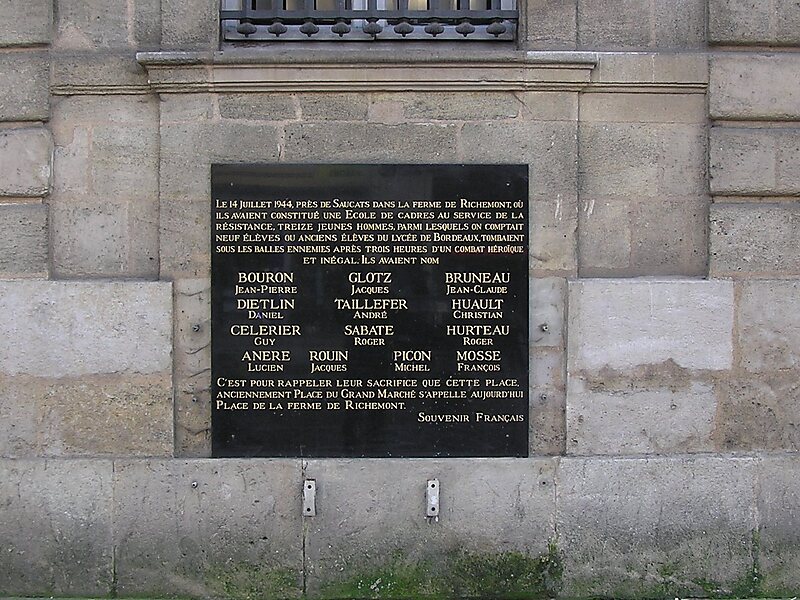 Le 14 juillet 1944, près de Saucats dans la ferme de Richemont, où
ils avaient constitué une Ecole de cadres au service de la
résistance, treize jeunes hommes, parmi lesquels on comptait
neuf élèves ou anciens élèves du lycée de Bordeaux, tombaient
sous les balles ennemies après trois heures d'un combat héroïque
et inégal. Ils avaient nom
BOURON GLOTZ BRUNEAU
Jean-Pierre Jacques Jean-Claude
DIETLIN TAILLEFER HUAULT
Daniel André Christian
CELERIER SABATE HURTEAU
Guy Roger Roger
ANERE ROUIN PICON MOSSE
Lucien Jacques Michel François
C'est pour rappeler leur sacrifice que cette place,
anciennement Place du Grand Marché s'appelle aujourd'hui
Place de la ferme de Richemont.
Souvenir Français